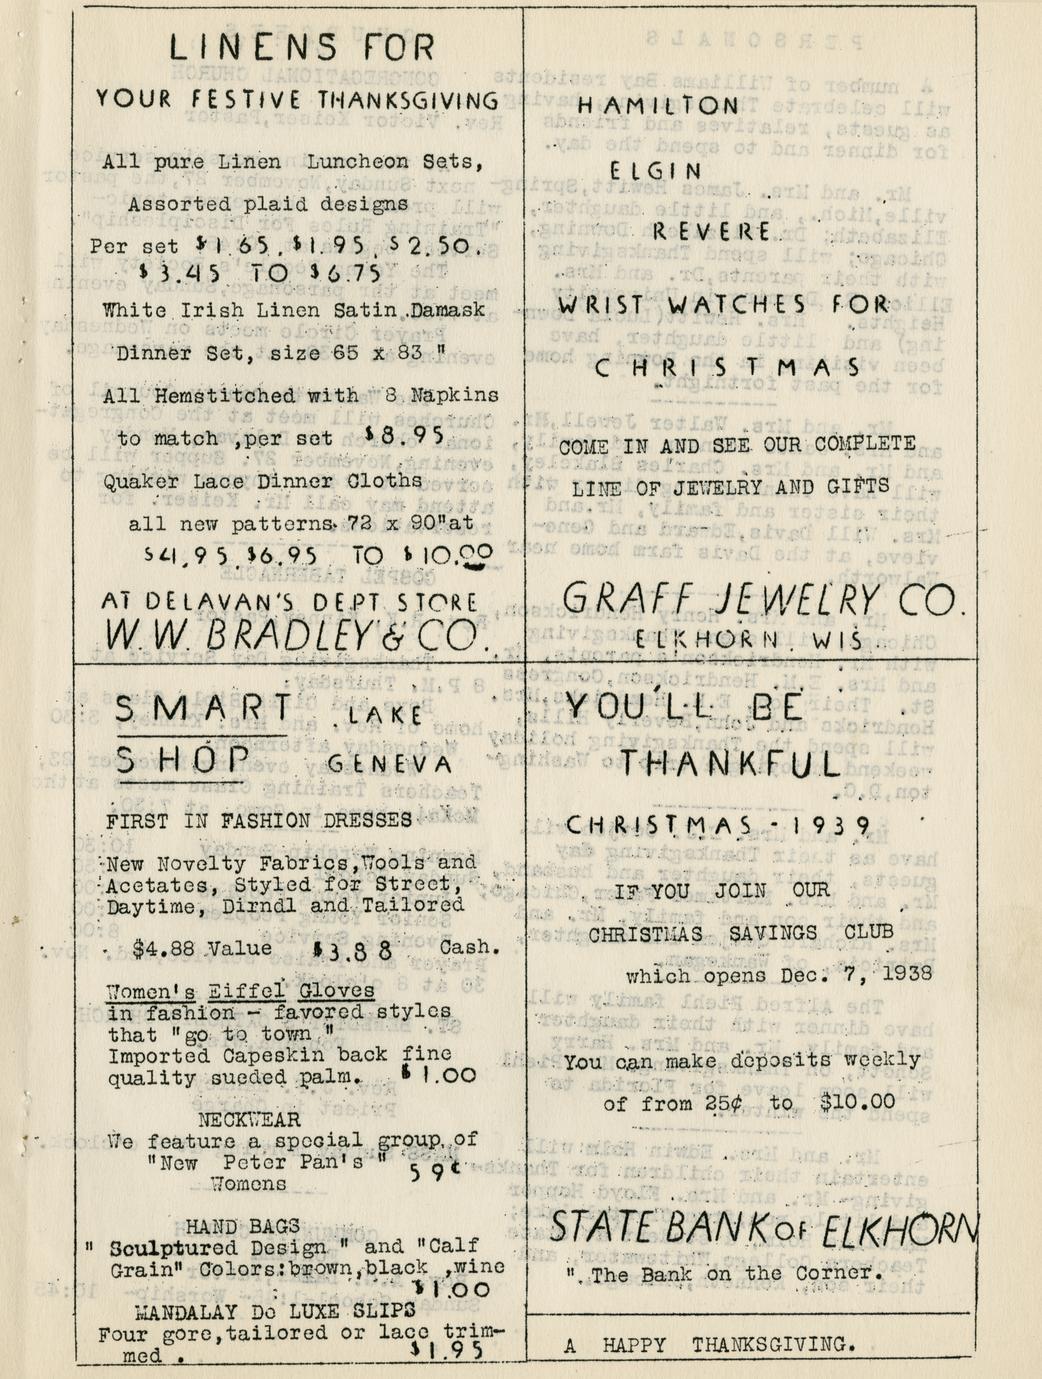 LINENS FOR
YOUR FESTIVE THANKSGIVING
All pure Linen Luncheon Sets,
Assorted plaid designs
Per set $1.65, $1.95, $2.50.
$3.45 TO $6.75
White Irish Linen Satin Damask
Dinner Set, size 65 x 83 "
All Hemstitched with 8 Napkins
to match ,per set $8.95
Quaker Lace Dinner Cloths
all new patterns 72 x 90"at
$4.95 $6.95 TO $10.00
AT DELAVAN'S DEPT STORE
W.W. BRADLEY & CO.
HAMILTON
ELGIN
REVERE
WRIST WATCHES FOR
CHRISTMAS
COME IN AND SEE OUR COMPLETE
LINE OF JEWELRY AND GIFTS
GRAFF JEWELRY CO.
ELKHORN. WIS.
SMART LAKE
SHOP GENEVA
FIRST IN FASHION DRESSES
New Novelty Fabrics,Wools and
Acetates, Styled for Street,
Daytime, Dirndl and Tailored
$4.88 Value $3.88 Cash.
Women's Eiffel Gloves
in fashion - favored styles
that "go to town "
Imported Capeskin back fine
quality sueded palm. $1.00
NECKWEAR
We feature a special group of
"New Peter Pan's " 59¢
Womens
HAND BAGS
" Sculptured Design " and "Calf
Grain" Colors:brown,black ,wine
$1.00
MANDALAY De LUXE SLIPS
Four gore,tailored or lace trim-
med . $1.95
YOU'LL BE
THANKFUL
CHRISTMAS - 1939
IF YOU JOIN OUR
CHRISTMAS SAVINGS CLUB
which opens Dec. 7, 1938
You can make deposits weekly
of from 25¢ to $10.00
STATE BANK OF ELKHORN
" The Bank on the Corner.
A HAPPY THANKSGIVING.